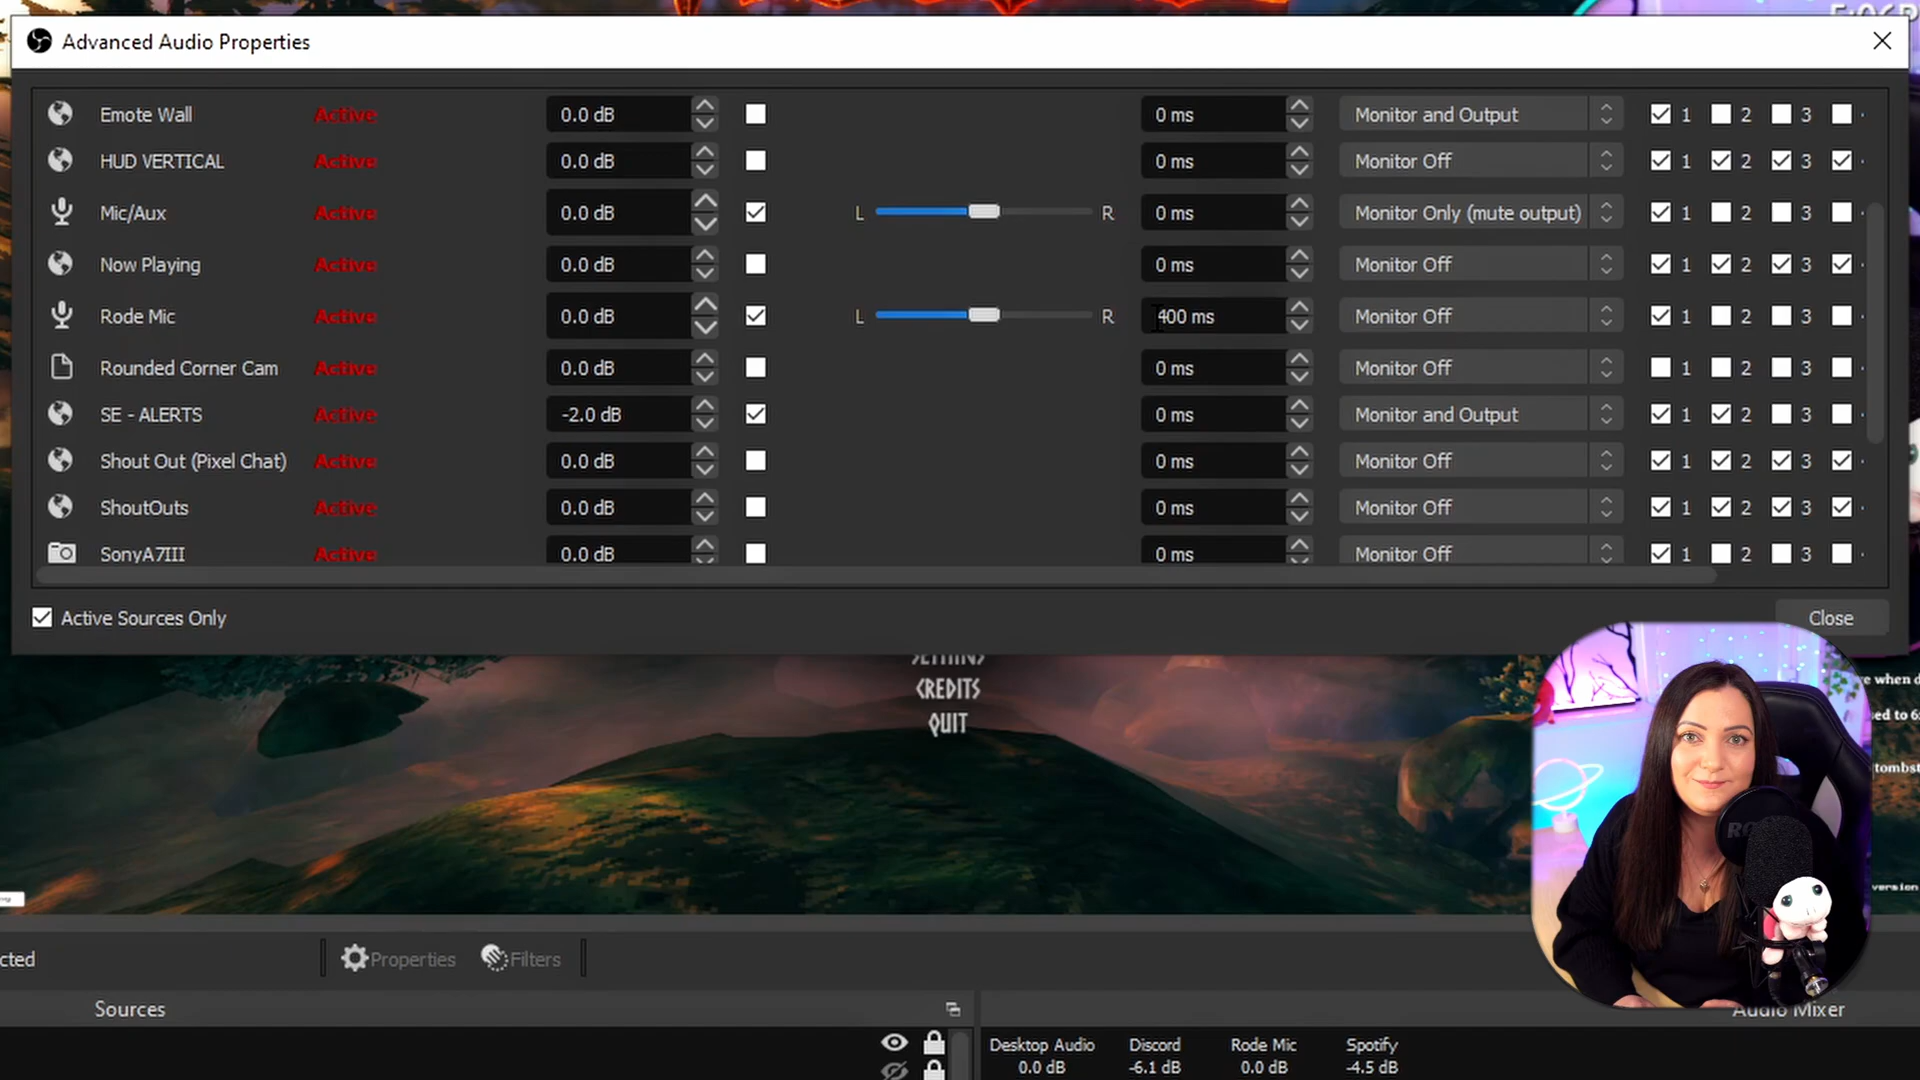 Advanced Audio Properties
Emote Wall Active 0.0 dB 0 ms Monitor and Output 1 2 3
HUD VERTICAL Active 0.0 dB 0 ms Monitor Off 1 2 3
Mic/Aux Active 0.0 dB L R 0 ms Monitor Only (mute output) 1 2 3
Now Playing Active 0.0 dB 0 ms Monitor Off 1 2 3
Rode Mic Active 0.0 dB L R 400 ms Monitor Off 1 2 3
Rounded Corner Cam Active 0.0 dB 0 ms Monitor Off 1 2 3
SE - ALERTS Active -2.0 dB 0 ms Monitor and Output 1 2 3
Shout Out (Pixel Chat) Active 0.0 dB 0 ms Monitor Off 1 2 3
ShoutOuts Active 0.0 dB 0 ms Monitor Off 1 2 3
SonyA7III Active 0.0 dB 0 ms Monitor Off 1 2 3
Active Sources Only
Close
CREDITS
QUIT
when d
ed to 6
tombst
version
cted
Properties
Filters
Sources
Audio Mixer
Desktop Audio Discord Rode Mic Spotify
0.0 dB -6.1 dB 0.0 dB -4.5 dB